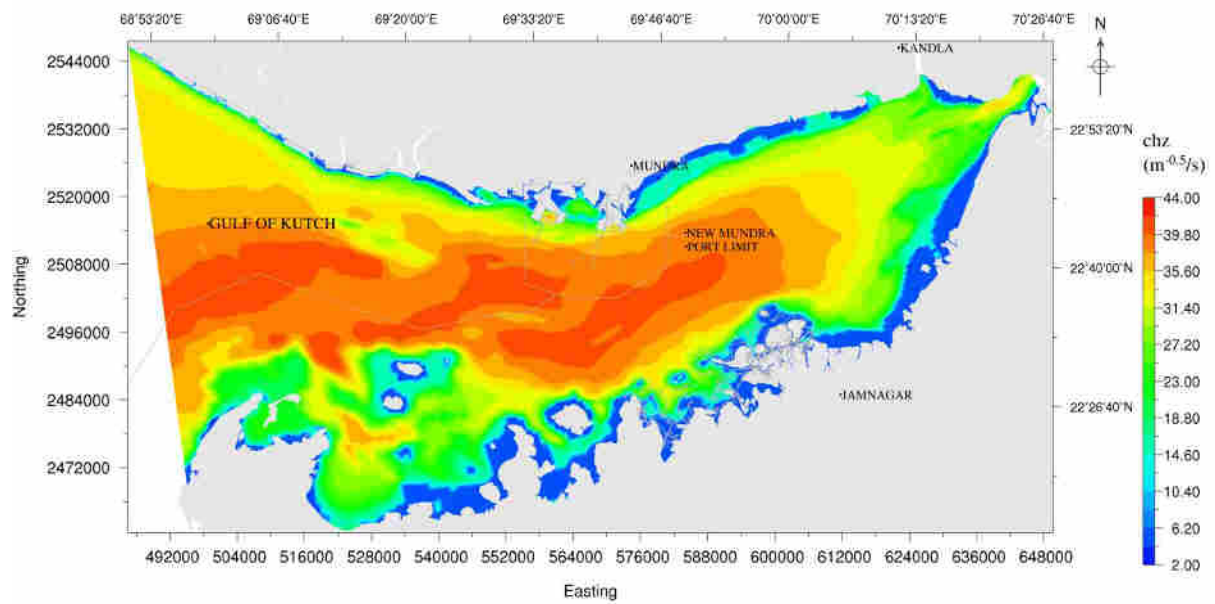 68°53'20"E 69°06'40"E 69°20'00"E 69°33'20"E 69°46'40"E 70°00'00"E 70°13'20"E 70°26'40"E
N
KANDLA
2544000
2532000
22°53'20"N
chz
(m-0.5/s)
MUNDRA
2520000
44.00
GULF OF KUTCH
NEW MUNDRA
PORT LIMIT
39.80
2508000
22°40'00"N
35.60
31.40
Northing
27.20
2496000
23.00
2484000
JAMNAGAR
22°26'40"N
18.80
14.60
2472000
10.40
6.20
2.00
492000 504000 516000 528000 540000 552000 564000 576000 588000 600000 612000 624000 636000 648000
Easting